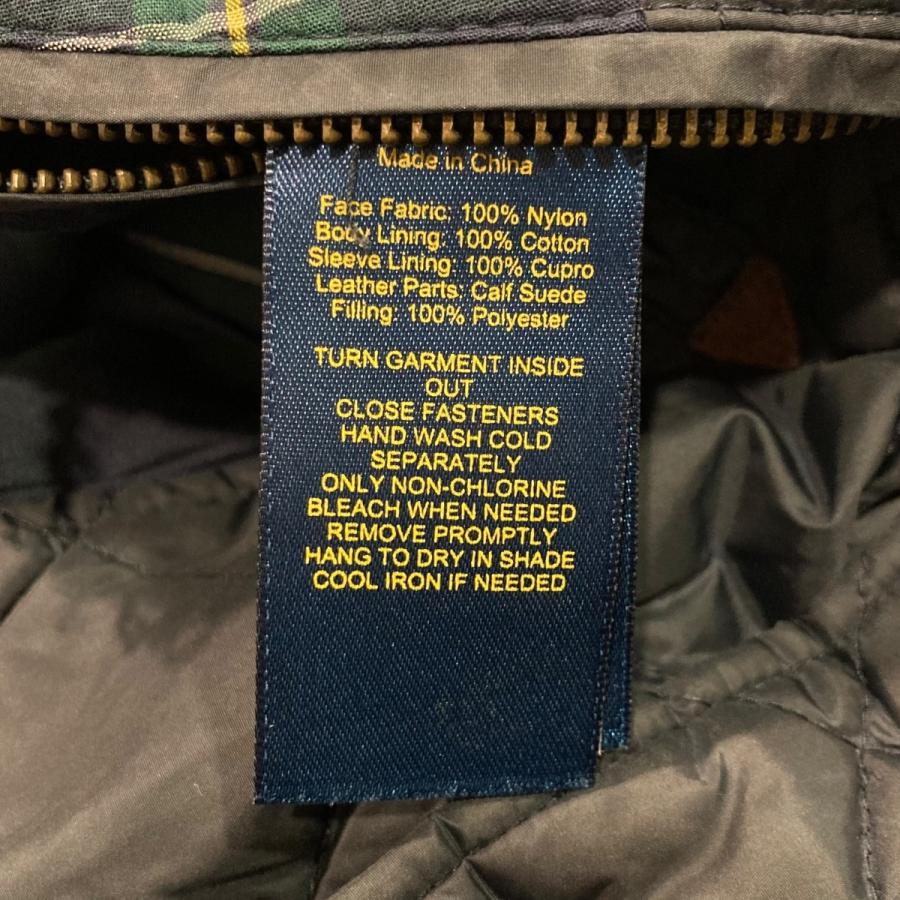 Made in China
Face Fabric: 100% Nylon
Body Lining: 100% Cotton
Sleeve Lining: 100% Cupro
Leather Parts: Calf Suede
Filling: 100% Polyester
TURN GARMENT INSIDE
OUT
CLOSE FASTENERS
HAND WASH COLD
SEPARATELY
ONLY NON-CHLORINE
BLEACH WHEN NEEDED
REMOVE PROMPTLY
HANG TO DRY IN SHADE
COOL IRON IF NEEDED